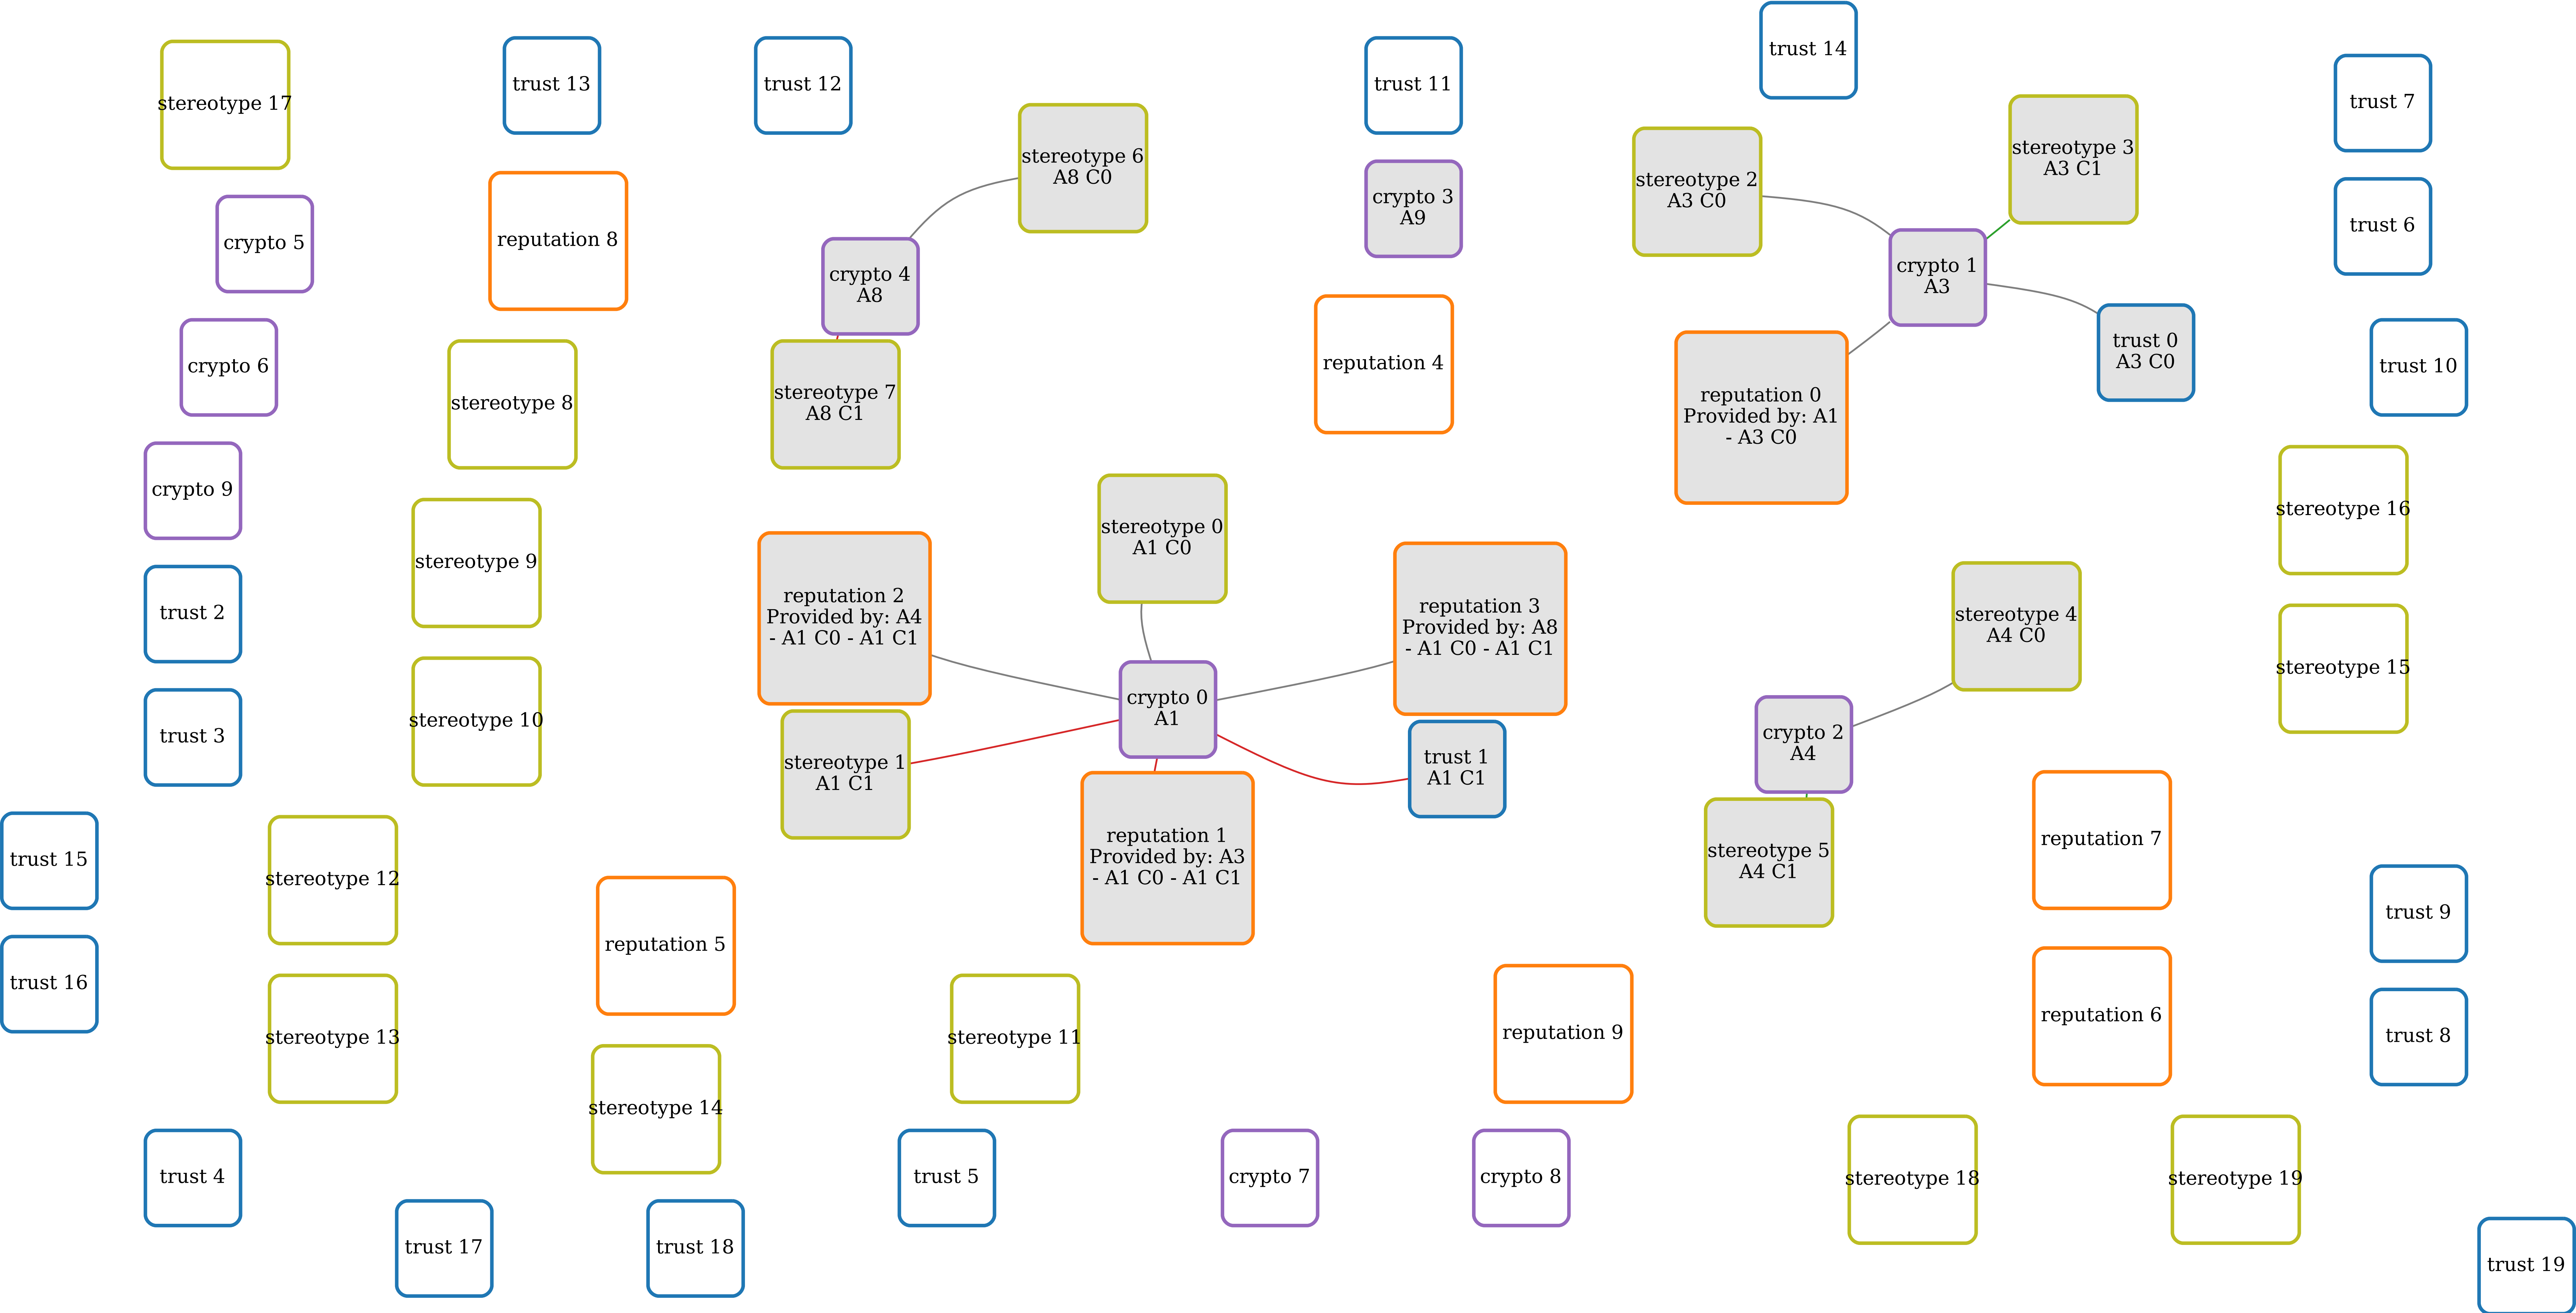 trust 14
stereotype 17
trust 13
trust 12
trust 11
trust 7
stereotype 6
A8 C0
stereotype 3
A3 C1
stereotype 2
A3 C0
crypto 3
A9
trust 6
crypto 5
reputation 8
crypto 4
A8
crypto 1
A3
trust 0
A3 C0
crypto 6
reputation 4
trust 10
stereotype 8
stereotype 7
A8 C1
reputation 0
Provided by: A1
- A3 C0
crypto 9
stereotype 16
stereotype 0
A1 C0
stereotype 9
trust 2
reputation 2
Provided by: A4
- A1 C0 - A1 C1
reputation 3
Provided by: A8
- A1 C0 - A1 C1
stereotype 4
A4 C0
stereotype 15
crypto 0
A1
stereotype 10
trust 3
crypto 2
A4
stereotype 1
A1 C1
trust 1
A1 C1
reputation 1
Provided by: A3
- A1 C0 - A1 C1
stereotype 5
A4 C1
reputation 7
trust 15
stereotype 12
trust 9
reputation 5
trust 16
reputation 6
reputation 9
stereotype 13
stereotype 11
trust 8
stereotype 14
trust 4
trust 5
crypto 7
crypto 8
stereotype 18
stereotype 19
trust 17
trust 18
trust 19